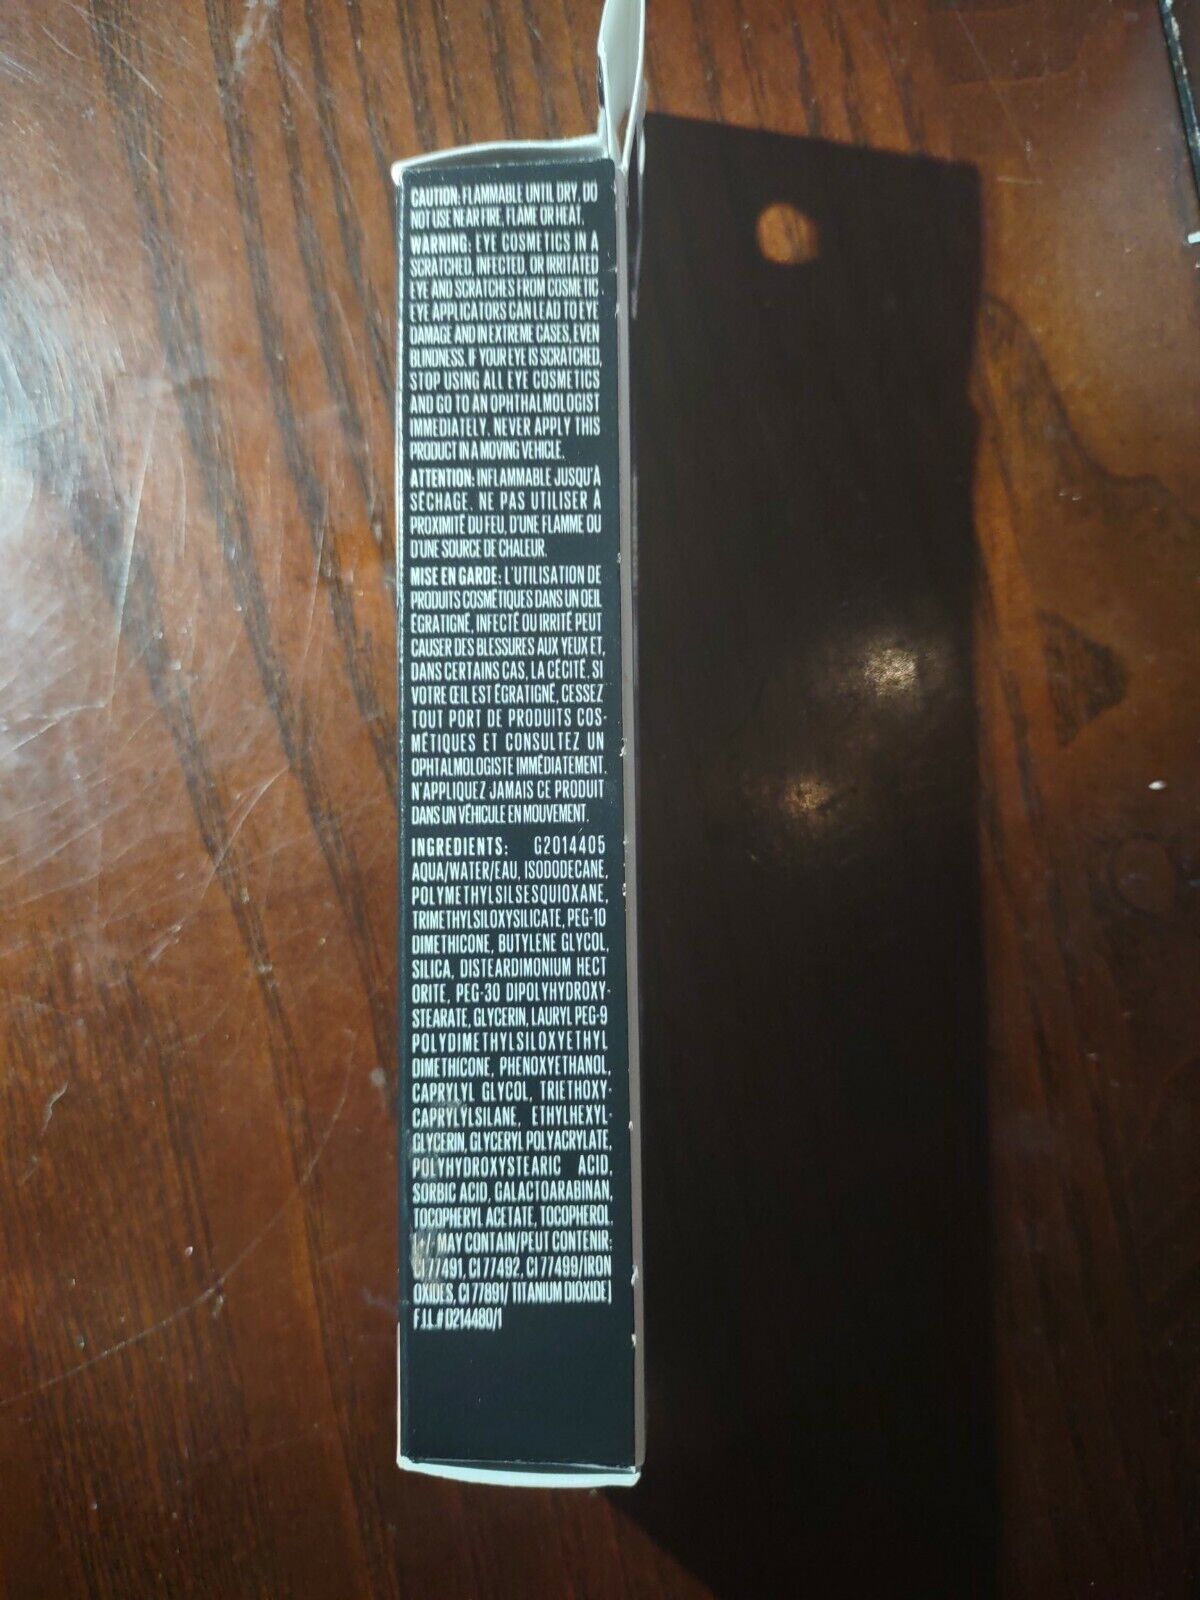 CAUTION: FLAMMABLE UNTIL DRY. DO
NOT USE NEAR FIRE, FLAME OR HEAT.
WARNING: EYE COSMETICS IN A
SCRATCHED, INFECTED, OR IRRITATED
EYE AND SCRATCHES FROM COSMETIC
EYE APPLICATORS CAN LEAD TO EYE
DAMAGE AND IN EXTREME CASES, EVEN
BLINDNESS. IF YOUR EYE IS SCRATCHED,
STOP USING ALL EYE COSMETICS
AND GO TO AN OPHTHALMOLOGIST
IMMEDIATELY. NEVER APPLY THIS
PRODUCT IN A MOVING VEHICLE.
ATTENTION: INFLAMMABLE JUSQU'À
SÉCHAGE. NE PAS UTILISER À
PROXIMITÉ DU FEU, D'UNE FLAMME OU
D'UNE SOURCE DE CHALEUR.
MISE EN GARDE: L'UTILISATION DE
PRODUITS COSMÉTIQUES DANS UN OEIL
ÉGRATIGNÉ, INFECTÉ OU IRRITÉ PEUT
CAUSER DES BLESSURES AUX YEUX ET,
DANS CERTAINS CAS, LA CÉCITÉ. SI
VOTRE ŒIL EST ÉGRATIGNÉ, CESSEZ
TOUT PORT DE PRODUITS COS-
MÉTIQUES ET CONSULTEZ UN
OPHTALMOLOGISTE IMMÉDIATEMENT.
N'APPLIQUEZ JAMAIS CE PRODUIT
DANS UN VÉHICULE EN MOUVEMENT.
INGREDIENTS: G2014405
AQUA/WATER/EAU, ISODODECANE,
POLYMETHYLSILSESQUIOXANE,
TRIMETHYLSILOXYSILICATE, PEG-10
DIMETHICONE, BUTYLENE GLYCOL,
SILICA, DISTEARDIMONIUM HECT
ORITE, PEG-30 DIPOLYHYDROXY-
STEARATE, GLYCERIN, LAURYL PEG-9
POLYDIMETHYLSILOXYETHYL
DIMETHICONE, PHENOXYETHANOL,
CAPRYLYL GLYCOL, TRIETHOXY-
CAPRYLYLSILANE, ETHYLHEXYL-
GLYCERIN, GLYCERYL POLYACRYLATE,
POLYHYDROXYSTEARIC ACID,
SORBIC ACID, GALACTOARABINAN,
TOCOPHERYL ACETATE, TOCOPHEROL.
[+/- MAY CONTAIN/PEUT CONTENIR:
CI 77491, CI 77492, CI 77499/IRON
OXIDES, CI 77891/ TITANIUM DIOXIDE]
F.I.L.# D214480/1